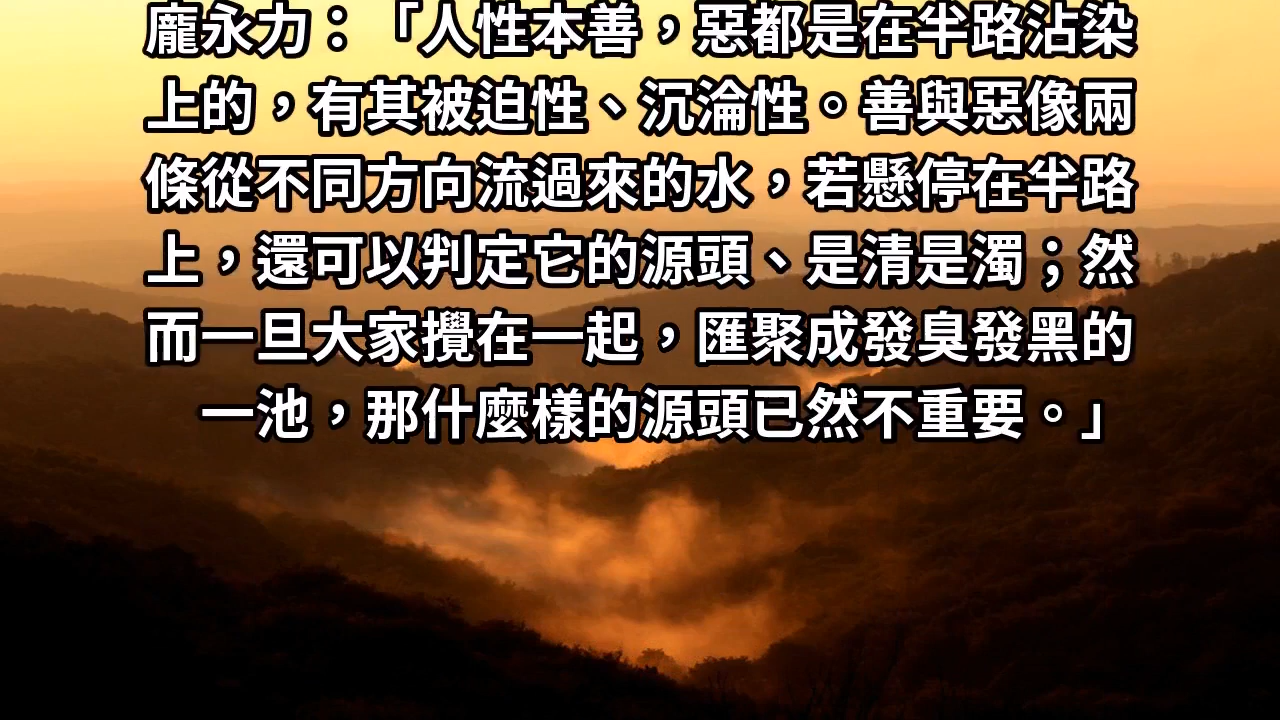 龐永力：「人性本善，惡都是在半路沾染
上的，有其被迫性、沉淪性。善與惡像兩
條從不同方向流過來的水，若懸停在半路
上，還可以判定它的源頭、是清是濁；然
而一旦大家攪在一起，匯聚成發臭發黑的
一池，那什麼樣的源頭已然不重要。」